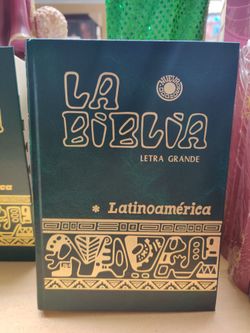 LA
BIBLIA
LETRA GRANDE
* Latinoamérica